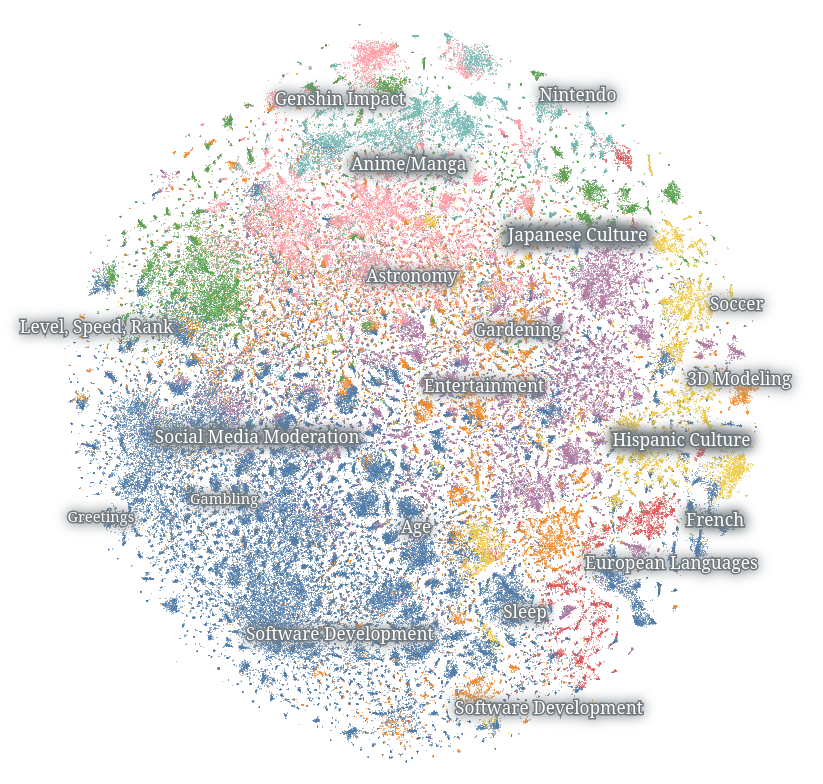 Nintendo
Genshin Impact
Anime/Manga
Japanese Culture
Astronomy
Soccer
Level, Speed, Rank
Gardening
3D Modeling
Entertainment
Social Media Moderation
Hispanic Culture
Gambling
Greetings
French
Age
European Languages
Sleep
Software Development
Software Development